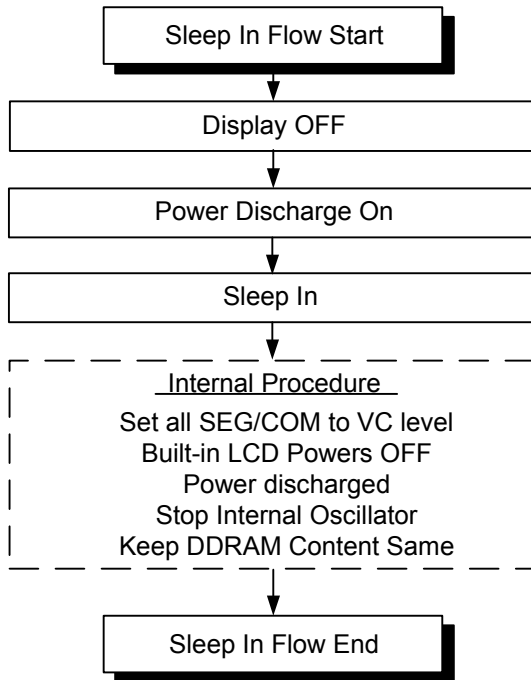 Sleep In Flow Start
Display OFF
Power Discharge On
Sleep In
Internal Procedure
Set all SEG/COM to VC level
Built-in LCD Powers OFF
Power discharged
Stop Internal Oscillator
Keep DDRAM Content Same
Sleep In Flow End